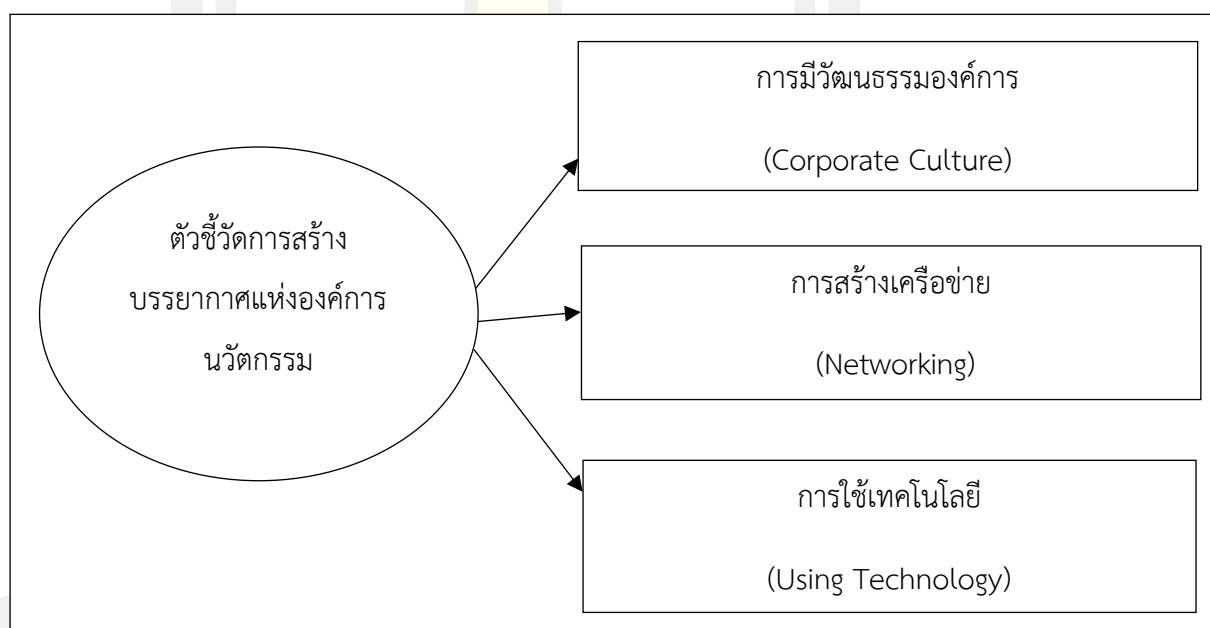 ตัวชี้วัดการสร้าง
บรรยากาศแห่งองค์การ
นวัตกรรม
การมีวัฒนธรรมองค์การ
(Corporate Culture)
การสร้างเครือข่าย
(Networking)
การใช้เทคโนโลยี
(Using Technology)